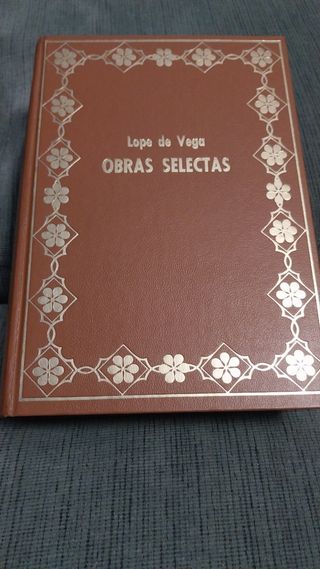 Lope de Vega
OBRAS SELECTAS